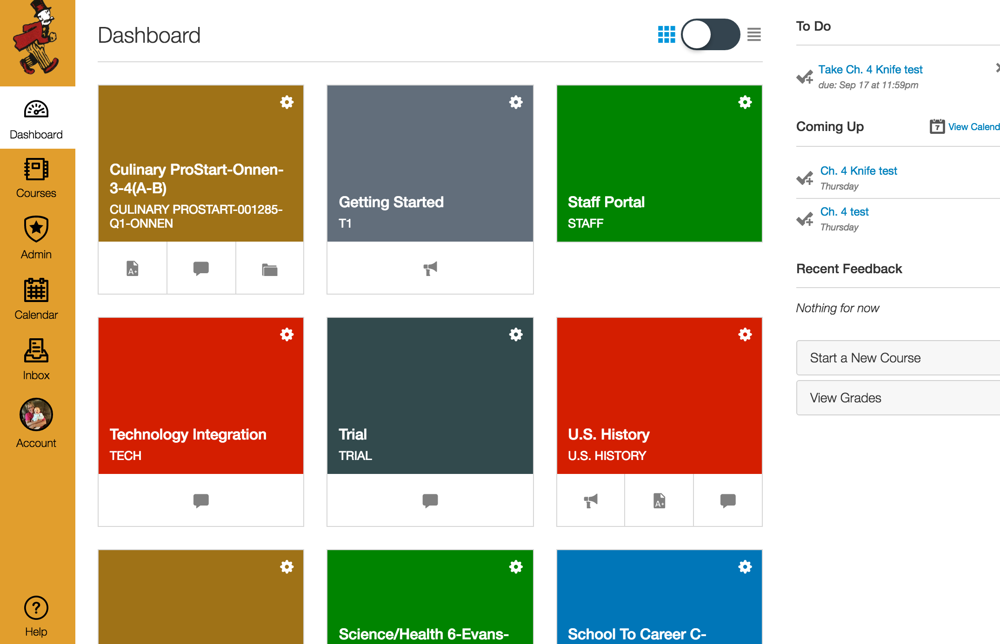 Dashboard
Dashboard
Courses
Admin
Calendar
Inbox
Account
Help
Culinary ProStart-Onnen-
3-4(A-B)
CULINARY PROSTART-001285-
Q1-ONNEN
A+
Getting Started
T1
Staff Portal
STAFF
Technology Integration
TECH
Trial
TRIAL
U.S. History
U.S. HISTORY
A+
Science/Health 6-Evans-
School To Career C-
To Do
Take Ch. 4 Knife test
due: Sep 17 at 11:59pm
Coming Up
7
View Calend
Ch. 4 Knife test
Thursday
Ch. 4 test
Thursday
Recent Feedback
Nothing for now
Start a New Course
View Grades